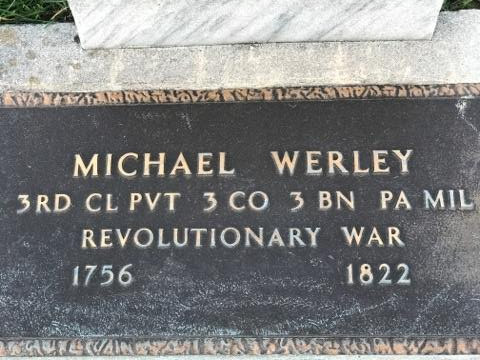 MICHAEL WERLEY
3RD CL PVT 3 CO 3 BN PA MIL
REVOLUTIONARY WAR
1756 1822